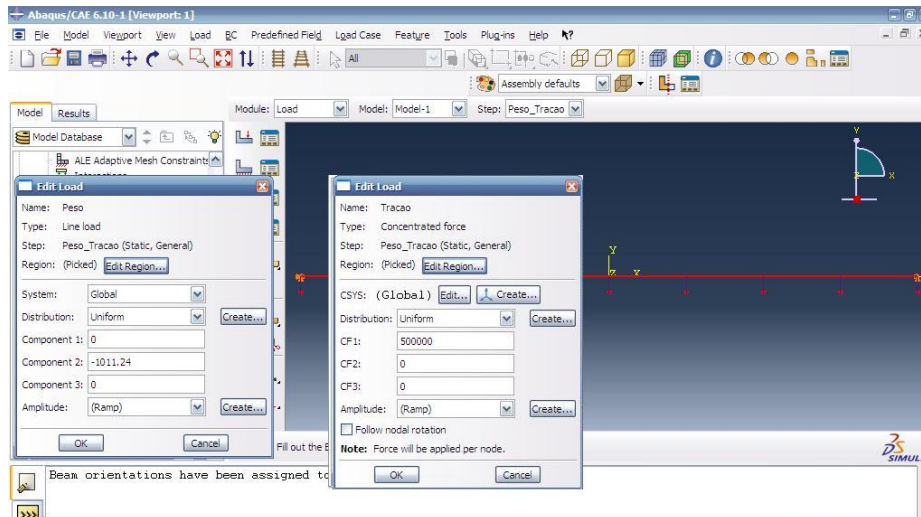 Abaqus/CAE 6.10-1 [Viewport: 1]
File Model Viewport View Load BC Predefined Field Load Case Feature Tools Plug-ins Help
All
Assembly defaults
Model Results
Module: Load Model: Model-1 Step: Peso_Tracao
Model Database
ALE Adaptive Mesh Constraints
Edit Load
Name: Peso
Type: Line load
Step: Peso_Tracao (Static, General)
Region: (Picked) Edit Region...
System: Global
Distribution: Uniform Create...
Component 1: 0
Component 2: -1011.24
Component 3: 0
Amplitude: (Ramp) Create...
OK Cancel
Edit Load
Name: Tracao
Type: Concentrated force
Step: Peso_Tracao (Static, General)
Region: (Picked) Edit Region...
CSYS: (Global) Edit... Create...
Distribution: Uniform Create...
CF1: 500000
CF2: 0
CF3: 0
Amplitude: (Ramp) Create...
Follow nodal rotation
Note: Force will be applied per node.
OK Cancel
Y
X
Y
Z
Fill out the
SIMUL
Beam orientations have been assigned to
>>>